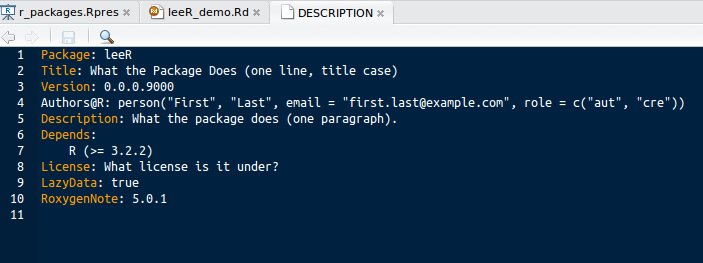 r_packages.Rpres
leeR_demo.Rd
DESCRIPTION
1 Package: leeR
2 Title: What the Package Does (one line, title case)
3 Version: 0.0.0.9000
4 Authors@R: person("First", "Last", email = "first.last@example.com", role = c("aut", "cre"))
5 Description: What the package does (one paragraph).
6 Depends:
7     R (>= 3.2.2)
8 License: What license is it under?
9 LazyData: true
10 RoxygenNote: 5.0.1
11